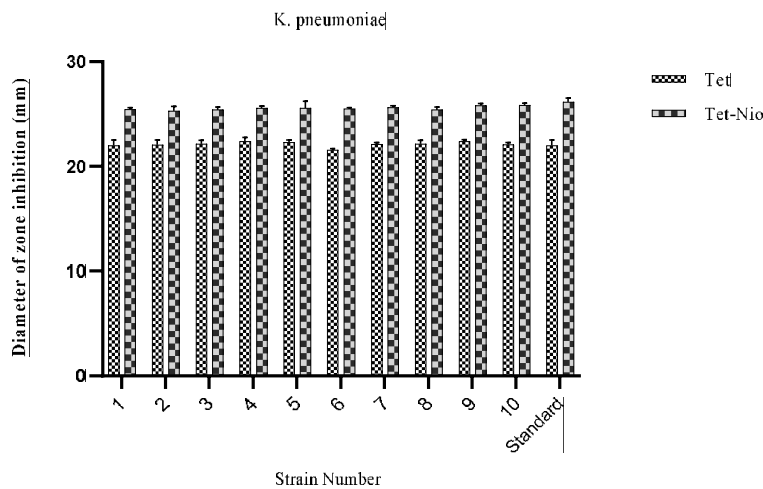 K. pneumoniae
Diameter of zone inhibition (mm)
30
20
10
0
Tet
Tet-Nio
1 2 3 4 5 6 7 8 9 10 Standard
Strain Number